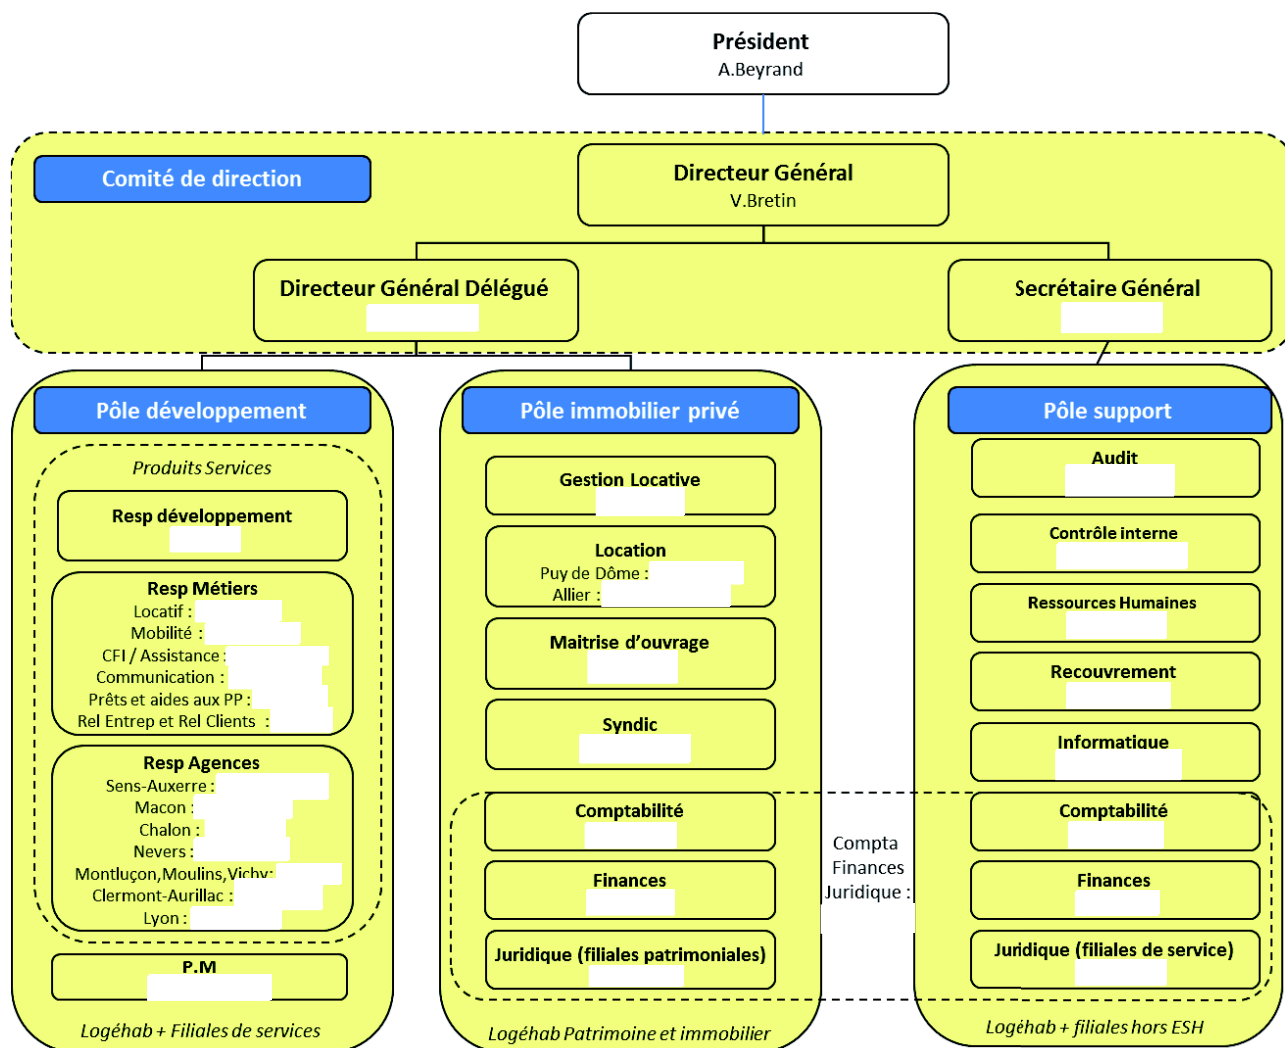 Président
A.Beyrand
Comité de direction
Directeur Général
V.Bretin
Directeur Général Délégué
Secrétaire Général
Pôle développement
Produits Services
Resp développement
Resp Métiers
Locatif :
Mobilité :
CFI / Assistance :
Communication :
Prêts et aides aux PP :
Rel Entrep et Rel Clients :
Resp Agences
Sens-Auxerre :
Macon :
Chalon :
Nevers :
Montluçon,Moulins,Vichy:
Clermont-Aurillac :
Lyon :
P.M
Logéhab + Filiales de services
Pôle immobilier privé
Gestion Locative
Location
Puy de Dôme :
Allier :
Maitrise d'ouvrage
Syndic
Comptabilité
Finances
Juridique (filiales patrimoniales)
Logéhab Patrimoine et immobilier
Compta
Finances
Juridique :
Pôle support
Audit
Contrôle interne
Ressources Humaines
Recouvrement
Informatique
Comptabilité
Finances
Juridique (filiales de service)
Logéhab + filiales hors ESH